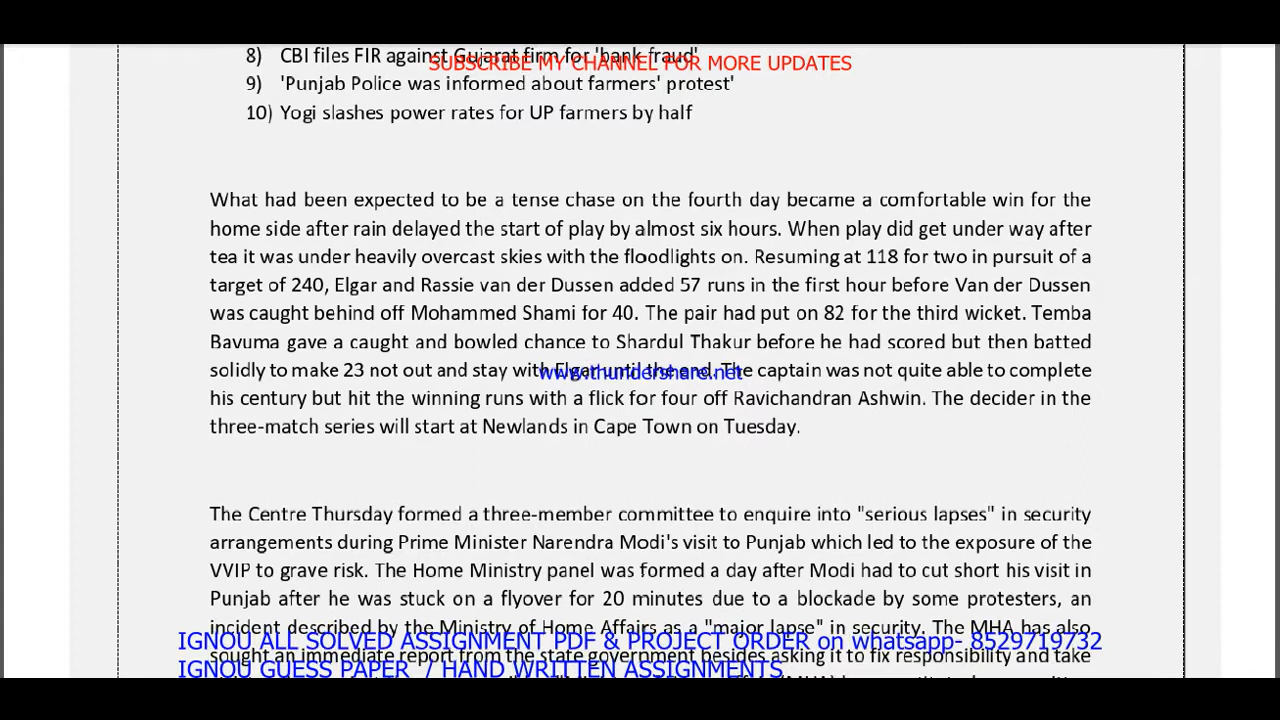 8) CBI files FIR against Gujarat firm for 'bank fraud'
SUBSCRIBE MY CHANNEL FOR MORE UPDATES
9) 'Punjab Police was informed about farmers' protest'
10) Yogi slashes power rates for UP farmers by half
What had been expected to be a tense chase on the fourth day became a comfortable win for the
home side after rain delayed the start of play by almost six hours. When play did get under way after
tea it was under heavily overcast skies with the floodlights on. Resuming at 118 for two in pursuit of a
target of 240, Elgar and Rassie van der Dussen added 57 runs in the first hour before Van der Dussen
was caught behind off Mohammed Shami for 40. The pair had put on 82 for the third wicket. Temba
Bavuma gave a caught and bowled chance to Shardul Thakur before he had scored but then batted
solidly to make 23 not out and stay with Elgar until the end. The captain was not quite able to complete
www.thundershare.net
his century but hit the winning runs with a flick for four off Ravichandran Ashwin. The decider in the
three-match series will start at Newlands in Cape Town on Tuesday.
The Centre Thursday formed a three-member committee to enquire into "serious lapses" in security
arrangements during Prime Minister Narendra Modi's visit to Punjab which led to the exposure of the
VVIP to grave risk. The Home Ministry panel was formed a day after Modi had to cut short his visit in
Punjab after he was stuck on a flyover for 20 minutes due to a blockade by some protesters, an
incident described by the Ministry of Home Affairs as a "major lapse" in security. The MHA has also
IGNOU ALL SOLVED ASSIGNMENT PDF & PROJECT ORDER on whatsapp- 8529719732
sought an immediate report from the state government besides asking it to fix responsibility and take
IGNOU GUESS PAPER / HAND WRITTEN ASSIGNMENTS